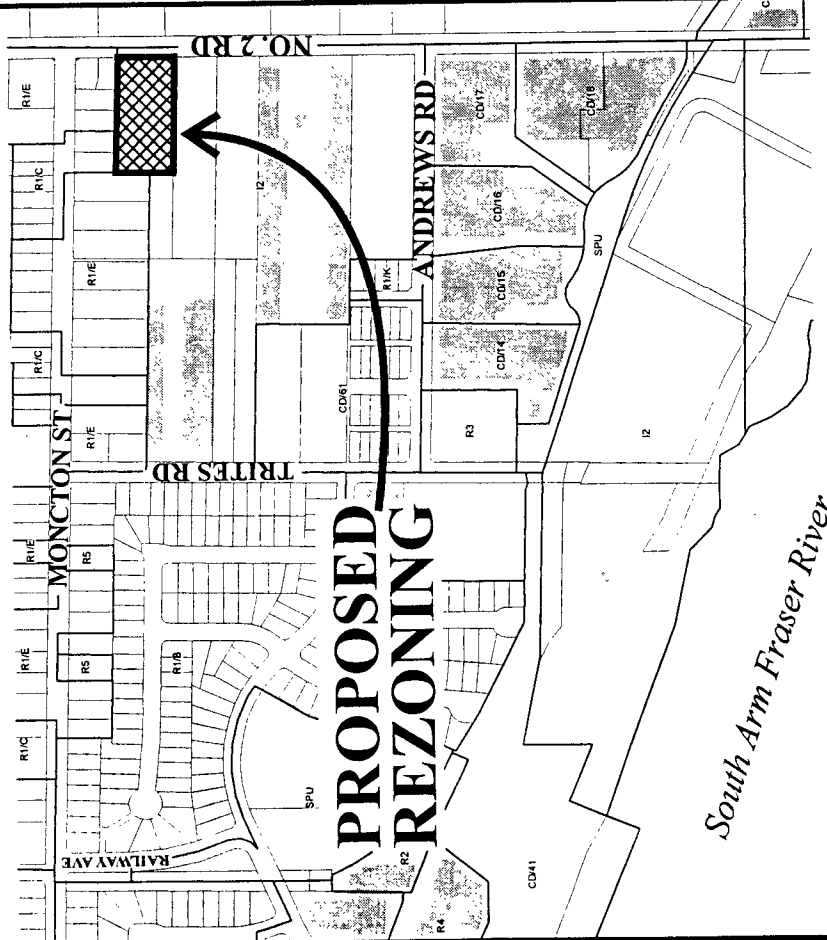 C
R1/E
R1/C
NO. 2 RD
R1/E
R1/C
MONCTON ST
R1/E
R1/E
R5
R1/E
R5
R1/B
R1/C
RAILWAY AVE
SPU
TRITES RD
I2
CD/61
R1/K
ANDREWS RD
CD/17
CD/18
CD/16
CD/15
CD/14
SPU
R3
I2
PROPOSED
REZONING
R2
R4
CD/41
South Arm Fraser River